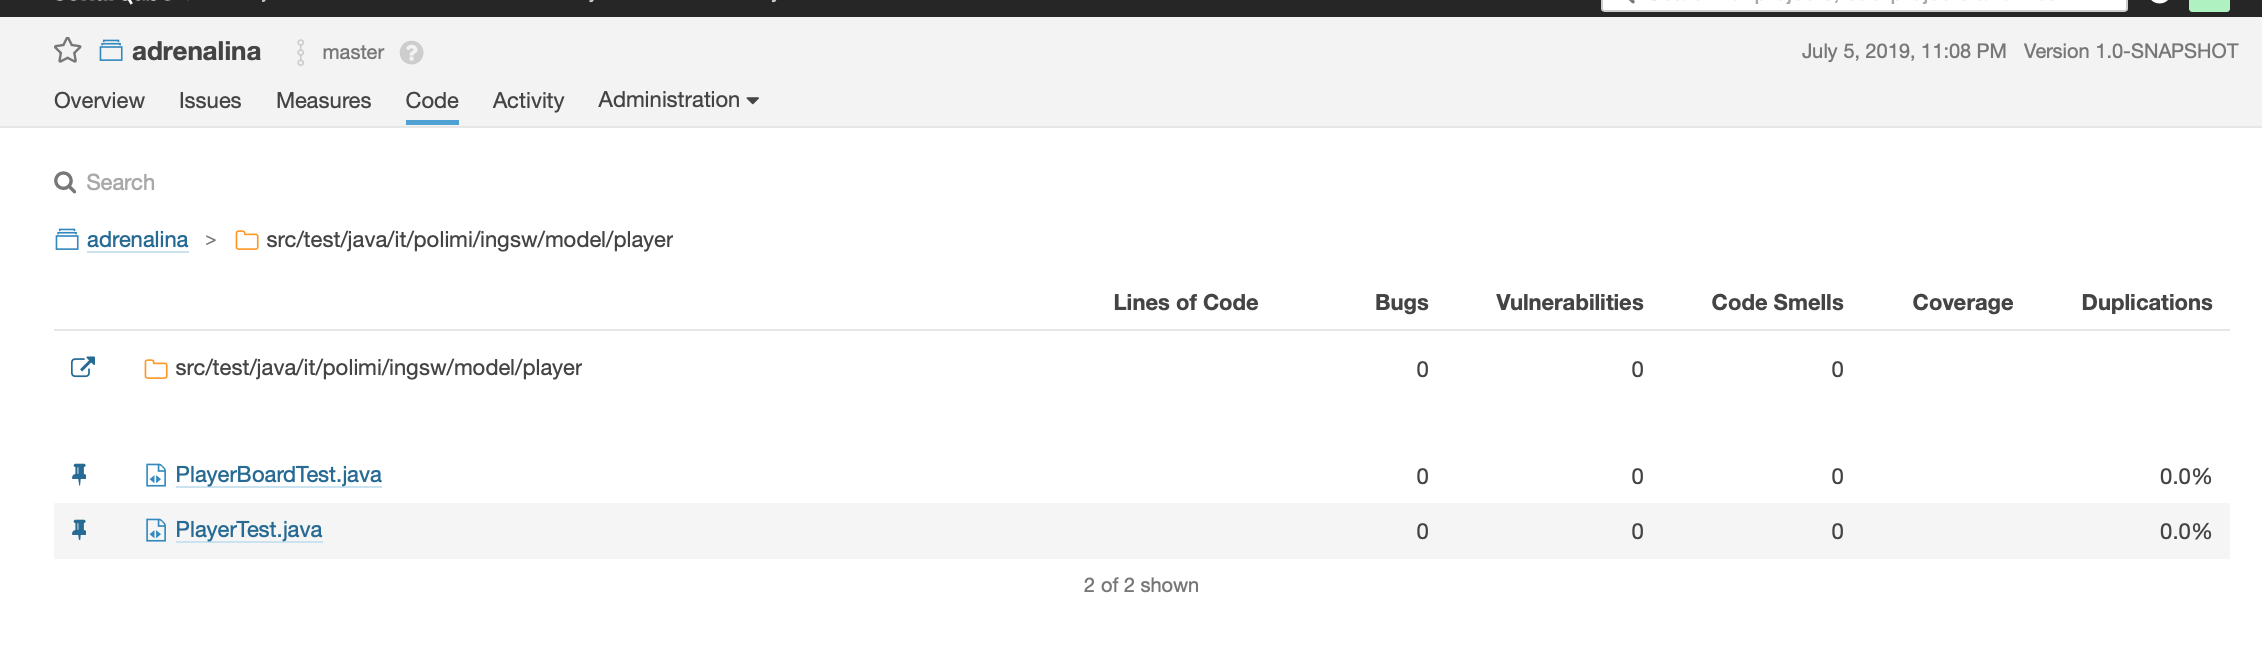 adrenalina master ? July 5, 2019, 11:08 PM Version 1.0-SNAPSHOT
Overview Issues Measures Code Activity Administration
Search
adrenalina > src/test/java/it/polimi/ingsw/model/player
Lines of Code Bugs Vulnerabilities Code Smells Coverage Duplications
src/test/java/it/polimi/ingsw/model/player 0 0 0
PlayerBoardTest.java 0 0 0 0.0%
PlayerTest.java 0 0 0 0.0%
2 of 2 shown